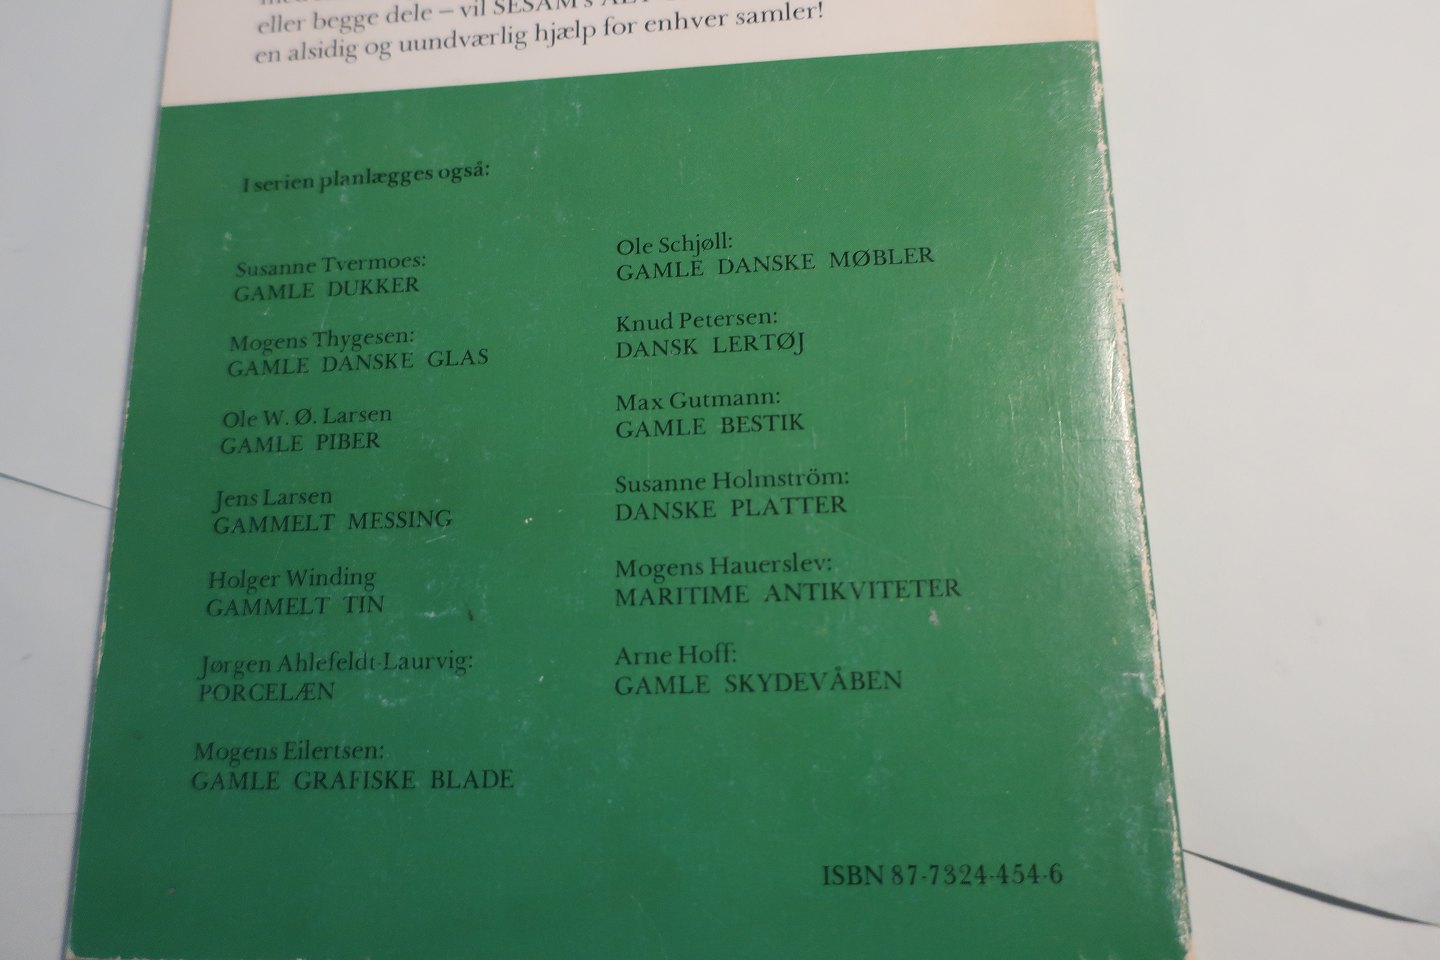 eller begge dele – vil SESAM's
en alsidig og uundværlig hjælp for enhver samler!
I serien planlægges også:
Susanne Tvermoes:
GAMLE DUKKER
Mogens Thygesen:
GAMLE DANSKE GLAS
Ole W. Ø. Larsen
GAMLE PIBER
Jens Larsen
GAMMELT MESSING
Holger Winding
GAMMELT TIN
Jørgen Ahlefeldt-Laurvig:
PORCELÆN
Mogens Eilertsen:
GAMLE GRAFISKE BLADE
Ole Schjøll:
GAMLE DANSKE MØBLER
Knud Petersen:
DANSK LERTØJ
Max Gutmann:
GAMLE BESTIK
Susanne Holmström:
DANSKE PLATTER
Mogens Hauerslev:
MARITIME ANTIKVITETER
Arne Hoff:
GAMLE SKYDEVÅBEN
ISBN 87-7324-454-6